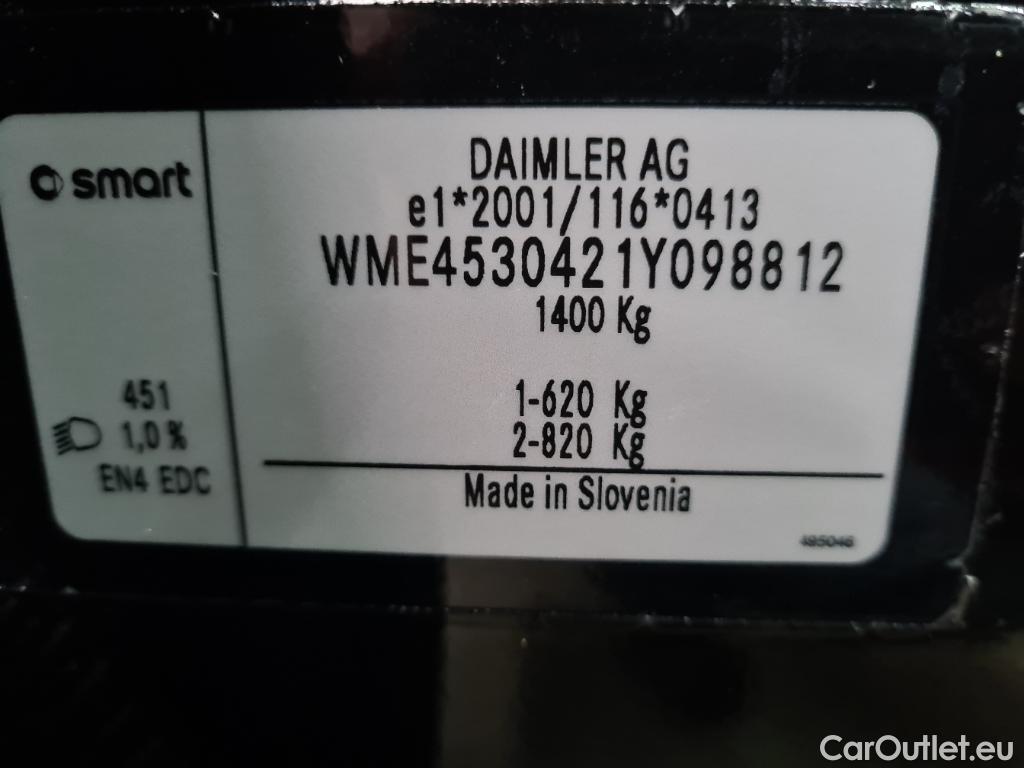 smart
451
1,0 %
EN4 EDC
DAIMLER AG
e1*2001/116*0413
WME4530421Y098812
1400 Kg
1-620 Kg
2-820 Kg
Made in Slovenia
495046
CarOutlet.eu